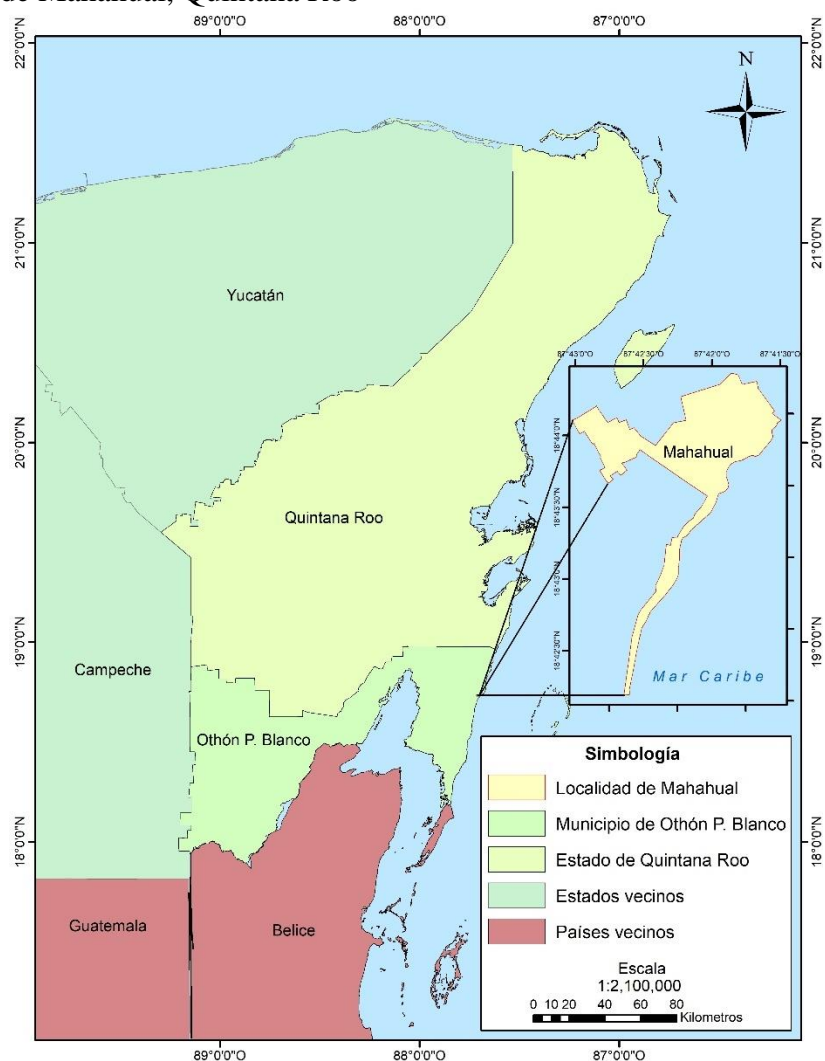 de Mahahual, Quintana Roo
89°0'0"O 88°0'0"O 87°0'0"O
N
22°0'0"N
22°0'0"N
21°0'0"N
21°0'0"N
Yucatán
87°43'0"O 87°42'30"O 87°42'0"O 87°41'30"O
20°0'0"N
20°0'0"N
18°44'0"N
Mahahual
18°43'30"N
Quintana Roo
18°43'0"N
19°0'0"N
19°0'0"N
18°42'30"N
Campeche
Mar Caribe
Othón P. Blanco
Simbología
Localidad de Mahahual
Municipio de Othón P. Blanco
18°0'0"N
18°0'0"N
Estado de Quintana Roo
Estados vecinos
Guatemala
Belice
Países vecinos
Escala
1:2,100,000
0 10 20 40 60 80
Kilometros
89°0'0"O 88°0'0"O 87°0'0"O